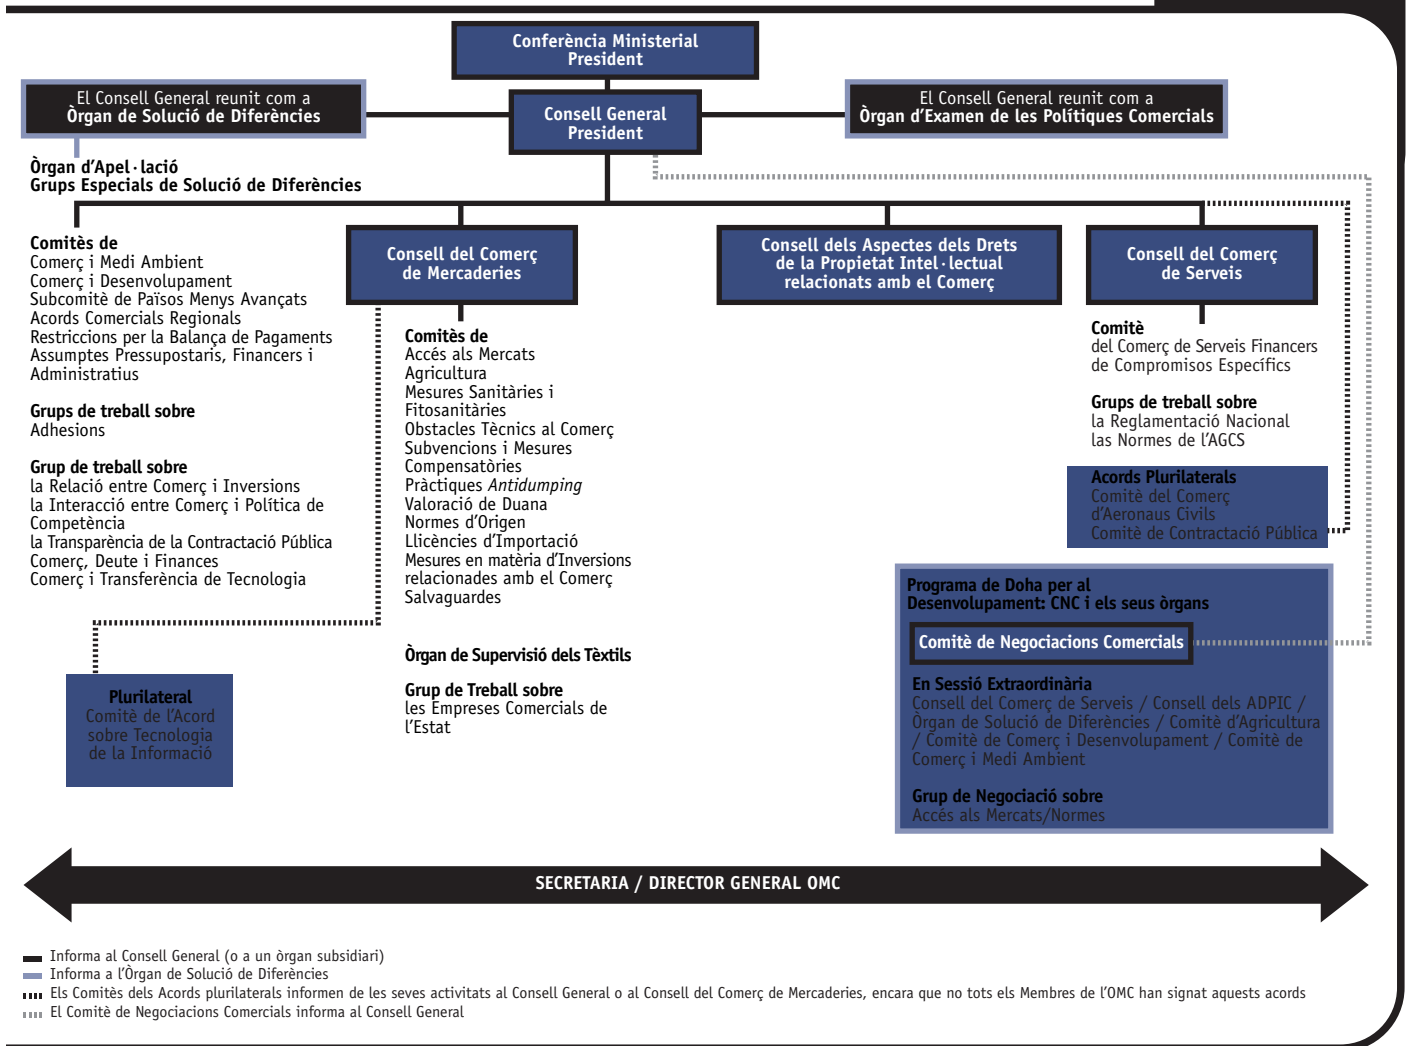 Conferència Ministerial
President
El Consell General reunit com a
Òrgan de Solució de Diferències
Consell General
President
El Consell General reunit com a
Òrgan d'Examen de les Polítiques Comercials
Òrgan d'Apel·lació
Grups Especials de Solució de Diferències
Comitès de
Comerç i Medi Ambient
Comerç i Desenvolupament
Subcomitè de Països Menys Avançats
Acords Comercials Regionals
Restriccions per la Balança de Pagaments
Assumptes Pressupostaris, Financers i
Administratius
Grups de treball sobre
Adhesions
Grup de treball sobre
la Relació entre Comerç i Inversions
la Interacció entre Comerç i Política de
Competència
la Transparència de la Contractació Pública
Comerç, Deute i Finances
Comerç i Transferència de Tecnologia
Plurilateral
Comitè de l'Acord
sobre Tecnologia
de la Informació
Consell del Comerç
de Mercaderies
Comitès de
Accés als Mercats
Agricultura
Mesures Sanitàries i
Fitosanitàries
Obstacles Tècnics al Comerç
Subvencions i Mesures
Compensatòries
Pràctiques Antidumping
Valoració de Duana
Normes d'Origen
Llicències d'Importació
Mesures en matèria d'Inversions
relacionades amb el Comerç
Salvaguardes
Òrgan de Supervisió dels Tèxtils
Grup de Treball sobre
les Empreses Comercials de
l'Estat
Consell dels Aspectes dels Drets
de la Propietat Intel·lectual
relacionats amb el Comerç
Consell del Comerç
de Serveis
Comitè
del Comerç de Serveis Financers
de Compromisos Específics
Grups de treball sobre
la Reglamentació Nacional
las Normes de l'AGCS
Acords Plurilaterals
Comitè del Comerç
d'Aeronaus Civils
Comitè de Contractació Pública
Programa de Doha per al
Desenvolupament: CNC i els seus òrgans
Comitè de Negociacions Comercials
En Sessió Extraordinària
Consell del Comerç de Serveis / Consell dels ADPIC /
Òrgan de Solució de Diferències / Comitè d'Agricultura
/ Comitè de Comerç i Desenvolupament / Comitè de
Comerç i Medi Ambient
Grup de Negociació sobre
Accés als Mercats/Normes
SECRETARIA / DIRECTOR GENERAL OMC
Informa al Consell General (o a un òrgan subsidiari)
Informa a l'Òrgan de Solució de Diferències
Els Comitès dels Acords plurilaterals informen de les seves activitats al Consell General o al Consell del Comerç de Mercaderies, encara que no tots els Membres de l'OMC han signat aquests acords
El Comitè de Negociacions Comercials informa al Consell General